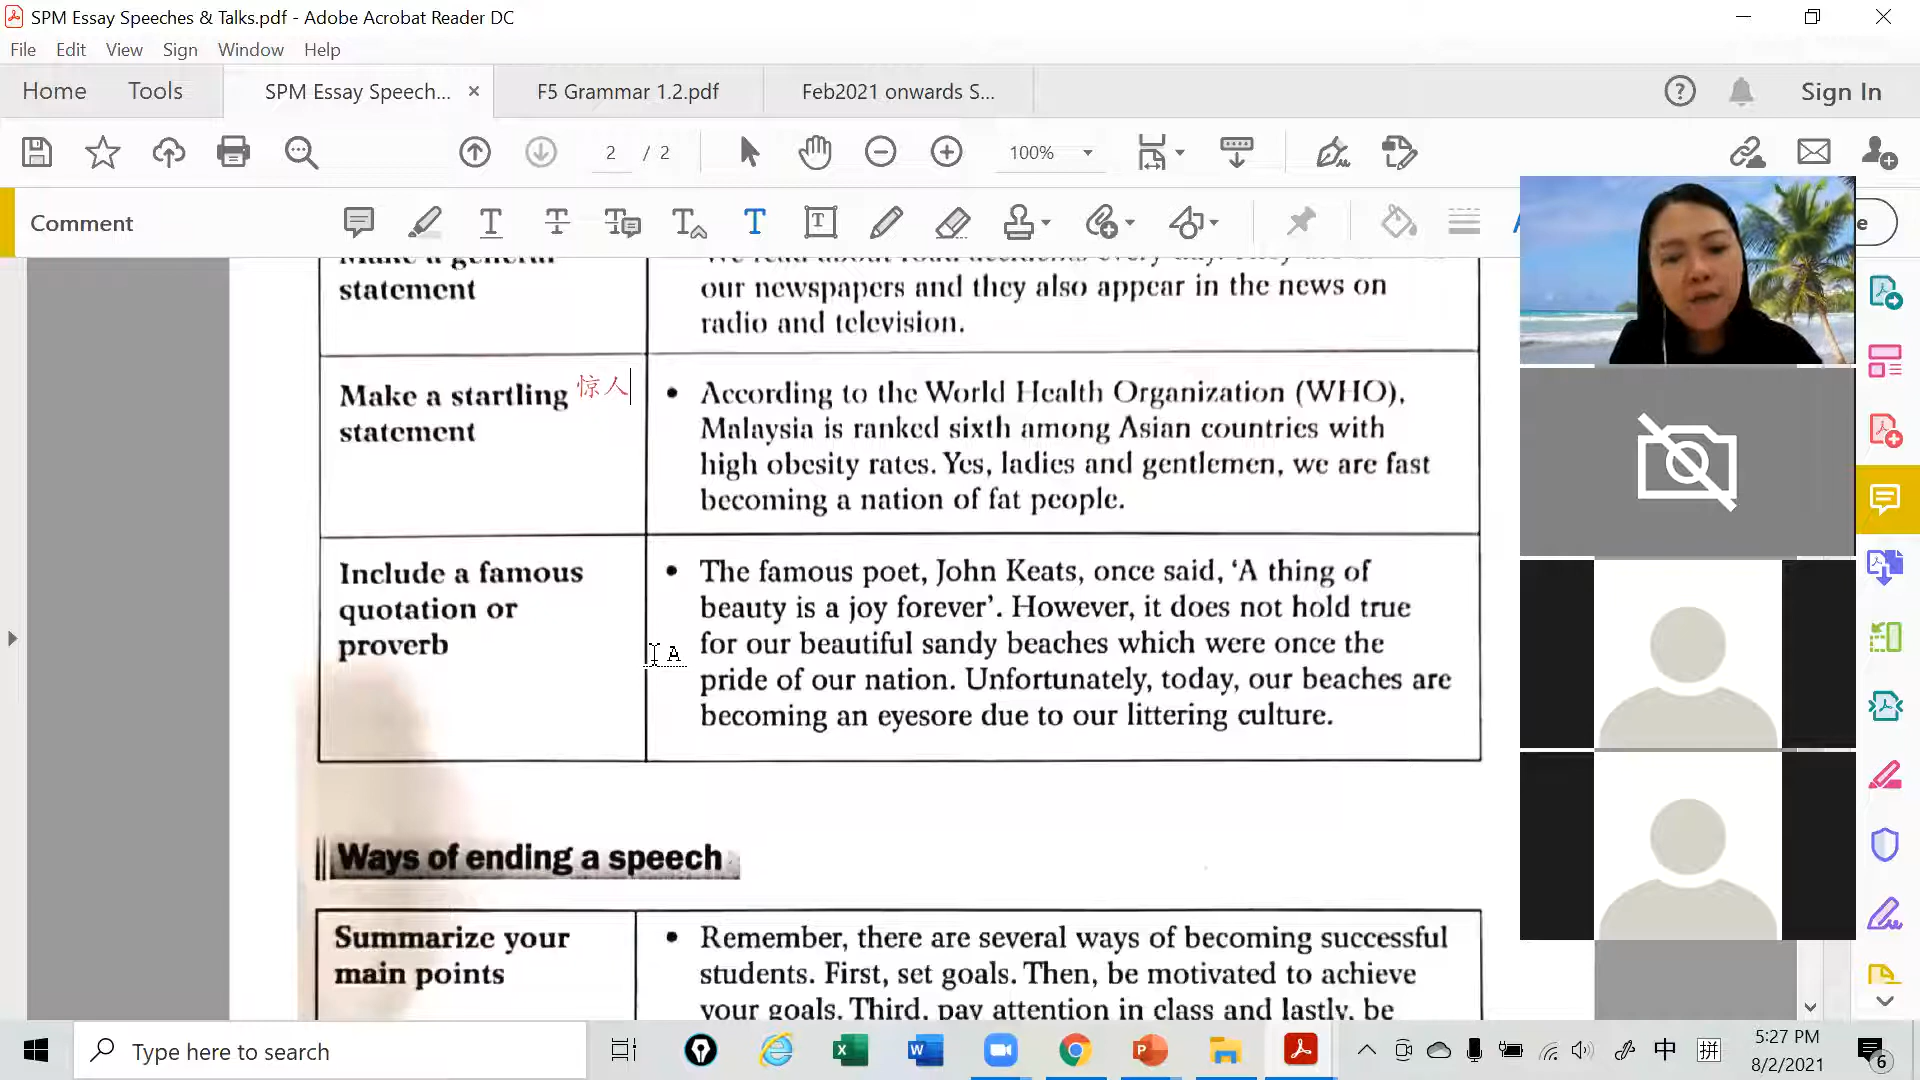 SPM Essay Speeches & Talks.pdf - Adobe Acrobat Reader DC
File Edit View Sign Window Help
Home Tools SPM Essay Speech... × F5 Grammar 1.2.pdf Feb2021 onwards S... Sign In
2 / 2 100%
Comment
Make a general
statement
our newspapers and they also appear in the news on
radio and television.
Make a startling 惊人
statement
• According to the World Health Organization (WHO),
Malaysia is ranked sixth among Asian countries with
high obesity rates. Yes, ladies and gentlemen, we are fast
becoming a nation of fat people.
Include a famous
quotation or
proverb
• The famous poet, John Keats, once said, ‘A thing of
beauty is a joy forever’. However, it does not hold true
for our beautiful sandy beaches which were once the
pride of our nation. Unfortunately, today, our beaches are
becoming an eyesore due to our littering culture.
Ways of ending a speech
Summarize your
main points
• Remember, there are several ways of becoming successful
students. First, set goals. Then, be motivated to achieve
your goals. Third, pay attention in class and lastly, be
Type here to search
中 拼
5:27 PM
8/2/2021
6